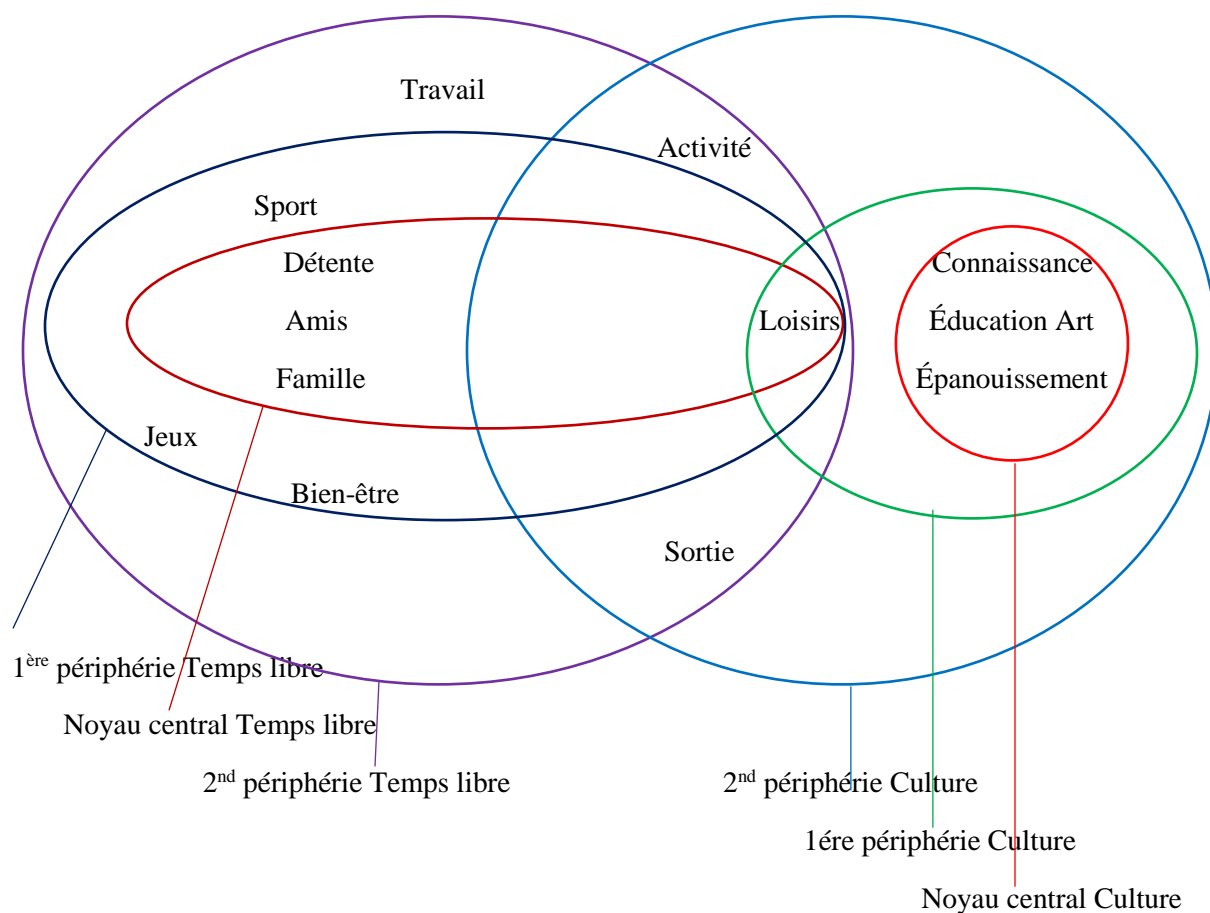 Travail
Activité
Sport
Détente
Connaissance
Amis
Loisirs
Éducation Art
Famille
Épanouissement
Jeux
Bien-être
Sortie
1ère périphérie Temps libre
Noyau central Temps libre
2nd périphérie Temps libre
2nd périphérie Culture
1ére périphérie Culture
Noyau central Culture